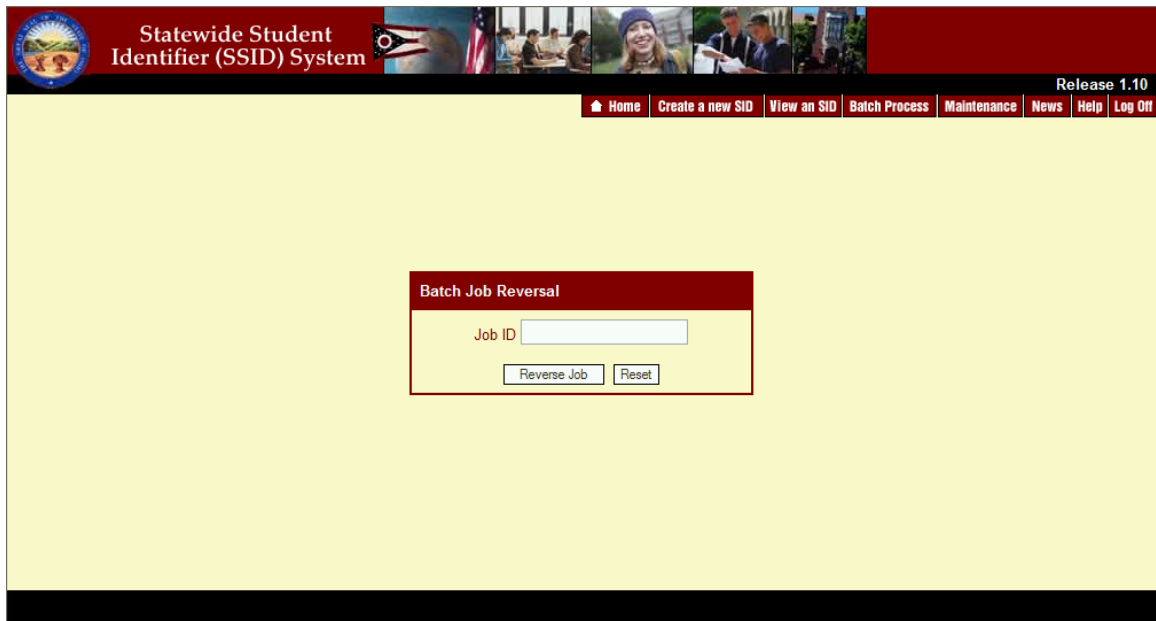 Statewide Student
Identifier (SSID) System
Release 1.10
Home Create a new SID View an SID Batch Process Maintenance News Help Log Off
Batch Job Reversal
Job ID
Reverse Job Reset